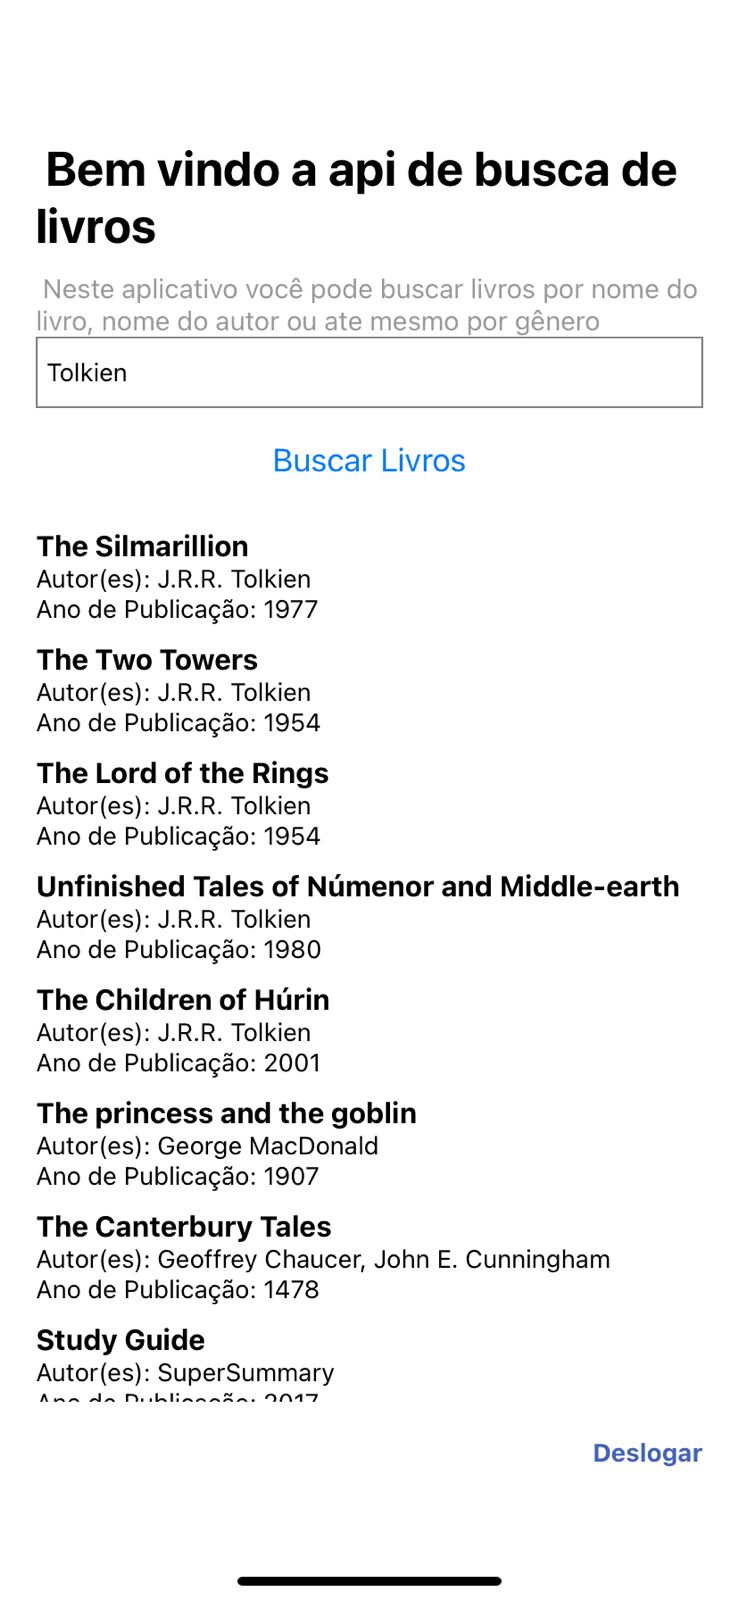 Bem vindo a api de busca de
livros
Neste aplicativo você pode buscar livros por nome do
livro, nome do autor ou ate mesmo por gênero
Tolkien
Buscar Livros
The Silmarillion
Autor(es): J.R.R. Tolkien
Ano de Publicação: 1977
The Two Towers
Autor(es): J.R.R. Tolkien
Ano de Publicação: 1954
The Lord of the Rings
Autor(es): J.R.R. Tolkien
Ano de Publicação: 1954
Unfinished Tales of Númenor and Middle-earth
Autor(es): J.R.R. Tolkien
Ano de Publicação: 1980
The Children of Húrin
Autor(es): J.R.R. Tolkien
Ano de Publicação: 2001
The princess and the goblin
Autor(es): George MacDonald
Ano de Publicação: 1907
The Canterbury Tales
Autor(es): Geoffrey Chaucer, John E. Cunningham
Ano de Publicação: 1478
Study Guide
Autor(es): SuperSummary
Ano de Publicação: 2017
Deslogar